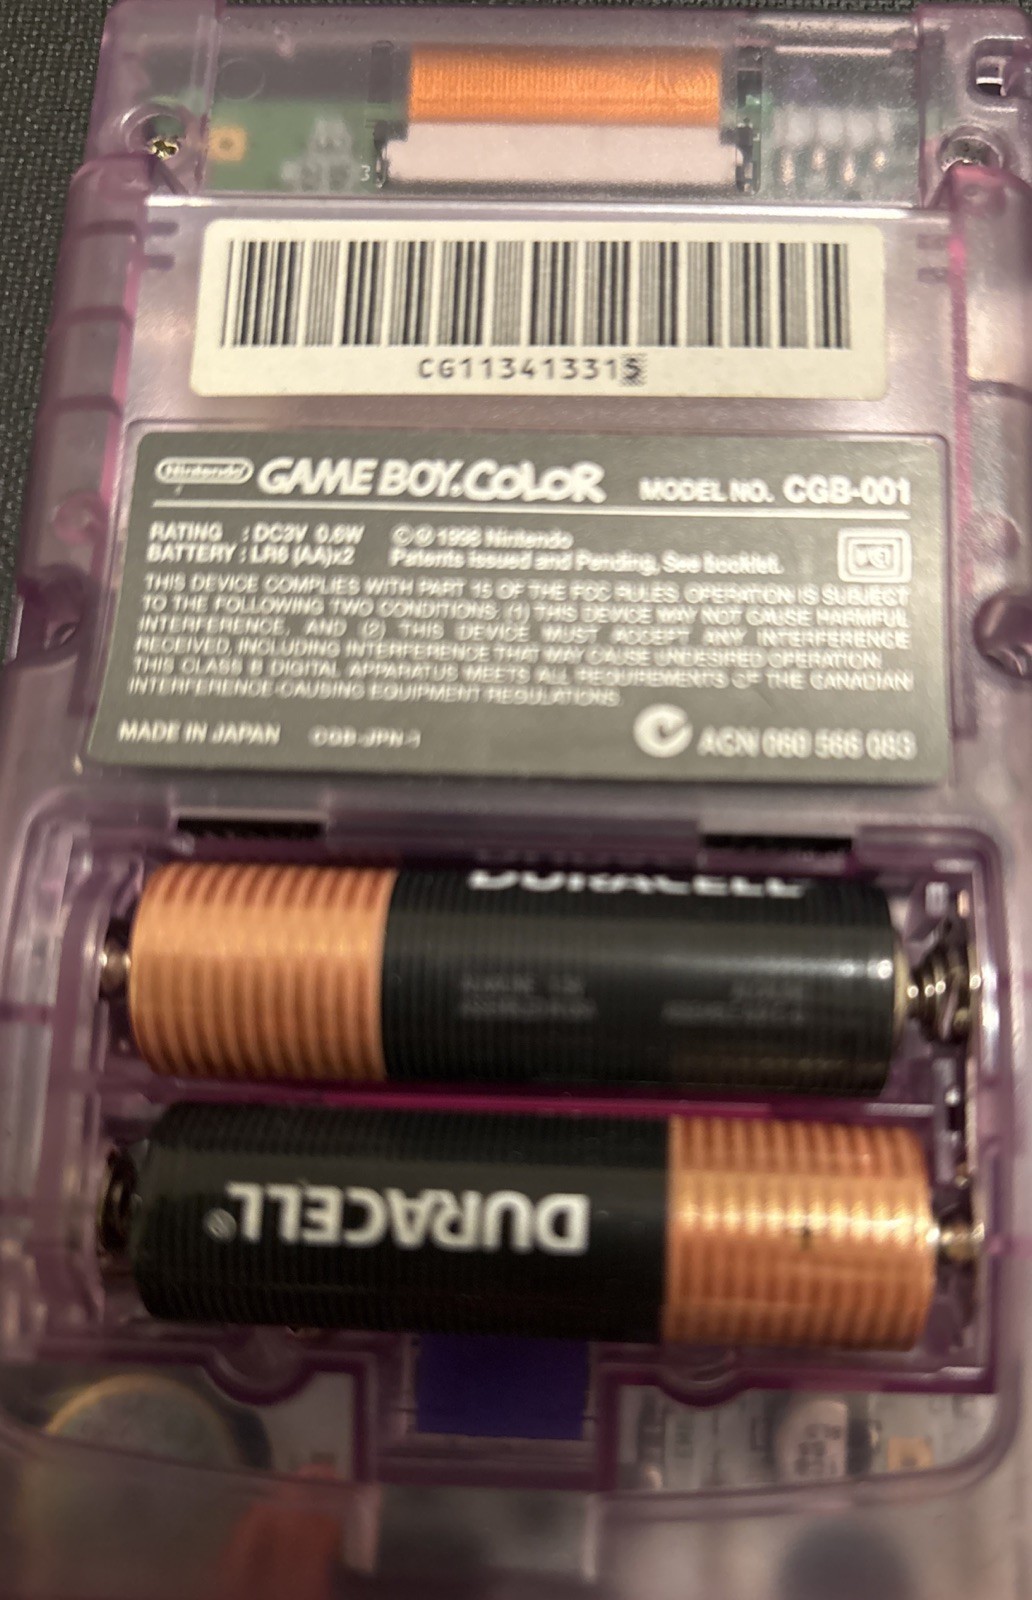 CG113413315
Nintendo GAME BOY COLOR MODEL NO. CGB-001
RATING : DC3V 0.6W © ℗ 1998 Nintendo
BATTERY : LR6 (AA)x2 Patents issued and Pending. See booklet.
THIS DEVICE COMPLIES WITH PART 15 OF THE FCC RULES. OPERATION IS SUBJECT
TO THE FOLLOWING TWO CONDITIONS: (1) THIS DEVICE MAY NOT CAUSE HARMFUL
INTERFERENCE, AND (2) THIS DEVICE MUST ACCEPT ANY INTERFERENCE
RECEIVED, INCLUDING INTERFERENCE THAT MAY CAUSE UNDESIRED OPERATION.
THIS CLASS B DIGITAL APPARATUS MEETS ALL REQUIREMENTS OF THE CANADIAN
INTERFERENCE-CAUSING EQUIPMENT REGULATIONS.
MADE IN JAPAN CGB-JPN-1 ACN 060 566 083
DURACELL
DURACELL®